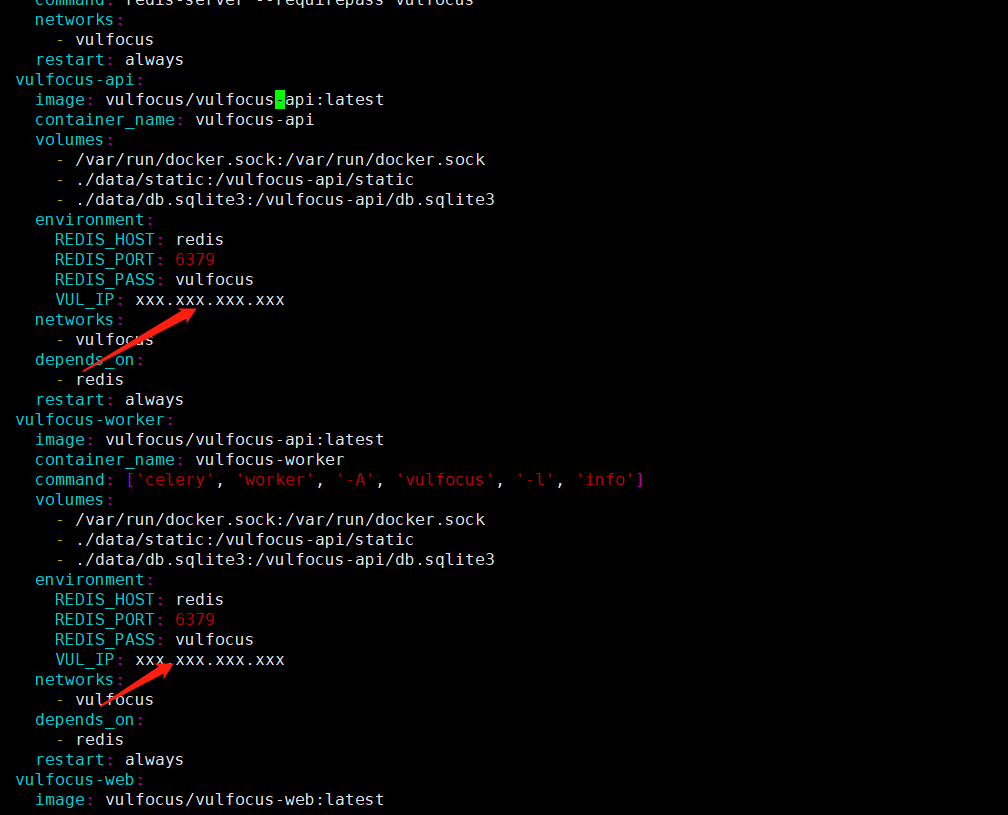 command: redis-server --requirepass vulfocus
networks:
- vulfocus
restart: always
vulfocus-api:
image: vulfocus/vulfocus-api:latest
container_name: vulfocus-api
volumes:
- /var/run/docker.sock:/var/run/docker.sock
- ./data/static:/vulfocus-api/static
- ./data/db.sqlite3:/vulfocus-api/db.sqlite3
environment:
REDIS_HOST: redis
REDIS_PORT: 6379
REDIS_PASS: vulfocus
VUL_IP: xxx.xxx.xxx.xxx
networks:
- vulfocus
depends_on:
- redis
restart: always
vulfocus-worker:
image: vulfocus/vulfocus-api:latest
container_name: vulfocus-worker
command: ['celery', 'worker', '-A', 'vulfocus', '-l', 'info']
volumes:
- /var/run/docker.sock:/var/run/docker.sock
- ./data/static:/vulfocus-api/static
- ./data/db.sqlite3:/vulfocus-api/db.sqlite3
environment:
REDIS_HOST: redis
REDIS_PORT: 6379
REDIS_PASS: vulfocus
VUL_IP: xxx.xxx.xxx.xxx
networks:
- vulfocus
depends_on:
- redis
restart: always
vulfocus-web:
image: vulfocus/vulfocus-web:latest